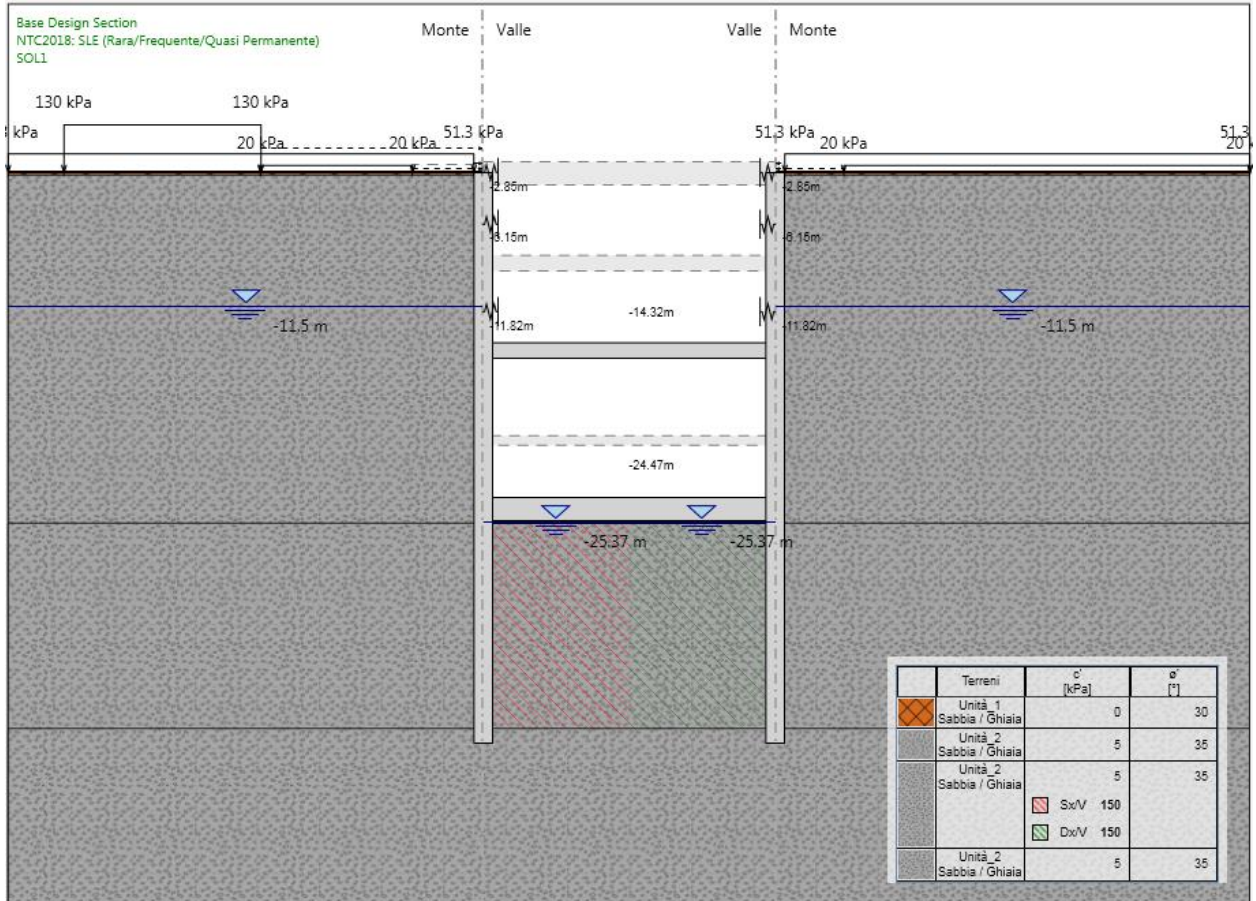 Base Design Section
NTC2018: SLE (Rara/Frequente/Quasi Permanente)
SOL1
Monte Valle Valle Monte
130 kPa 130 kPa
kPa 20 kPa 20 kPa 51.3 kPa 51.3 kPa 20 kPa 51.3
20
-2.85m -2.85m
-6.15m -6.15m
-14.32m
-11.5 m -11.82m -11.82m -11.5 m
-24.47m
-25.37 m -25.37 m
Terreni c' [kPa] ø' [°]
Unità_1
Sabbia / Ghiaia 0 30
Unità_2
Sabbia / Ghiaia 5 35
Unità_2
Sabbia / Ghiaia 5 35
Sx/V 150
Dx/V 150
Unità_2
Sabbia / Ghiaia 5 35